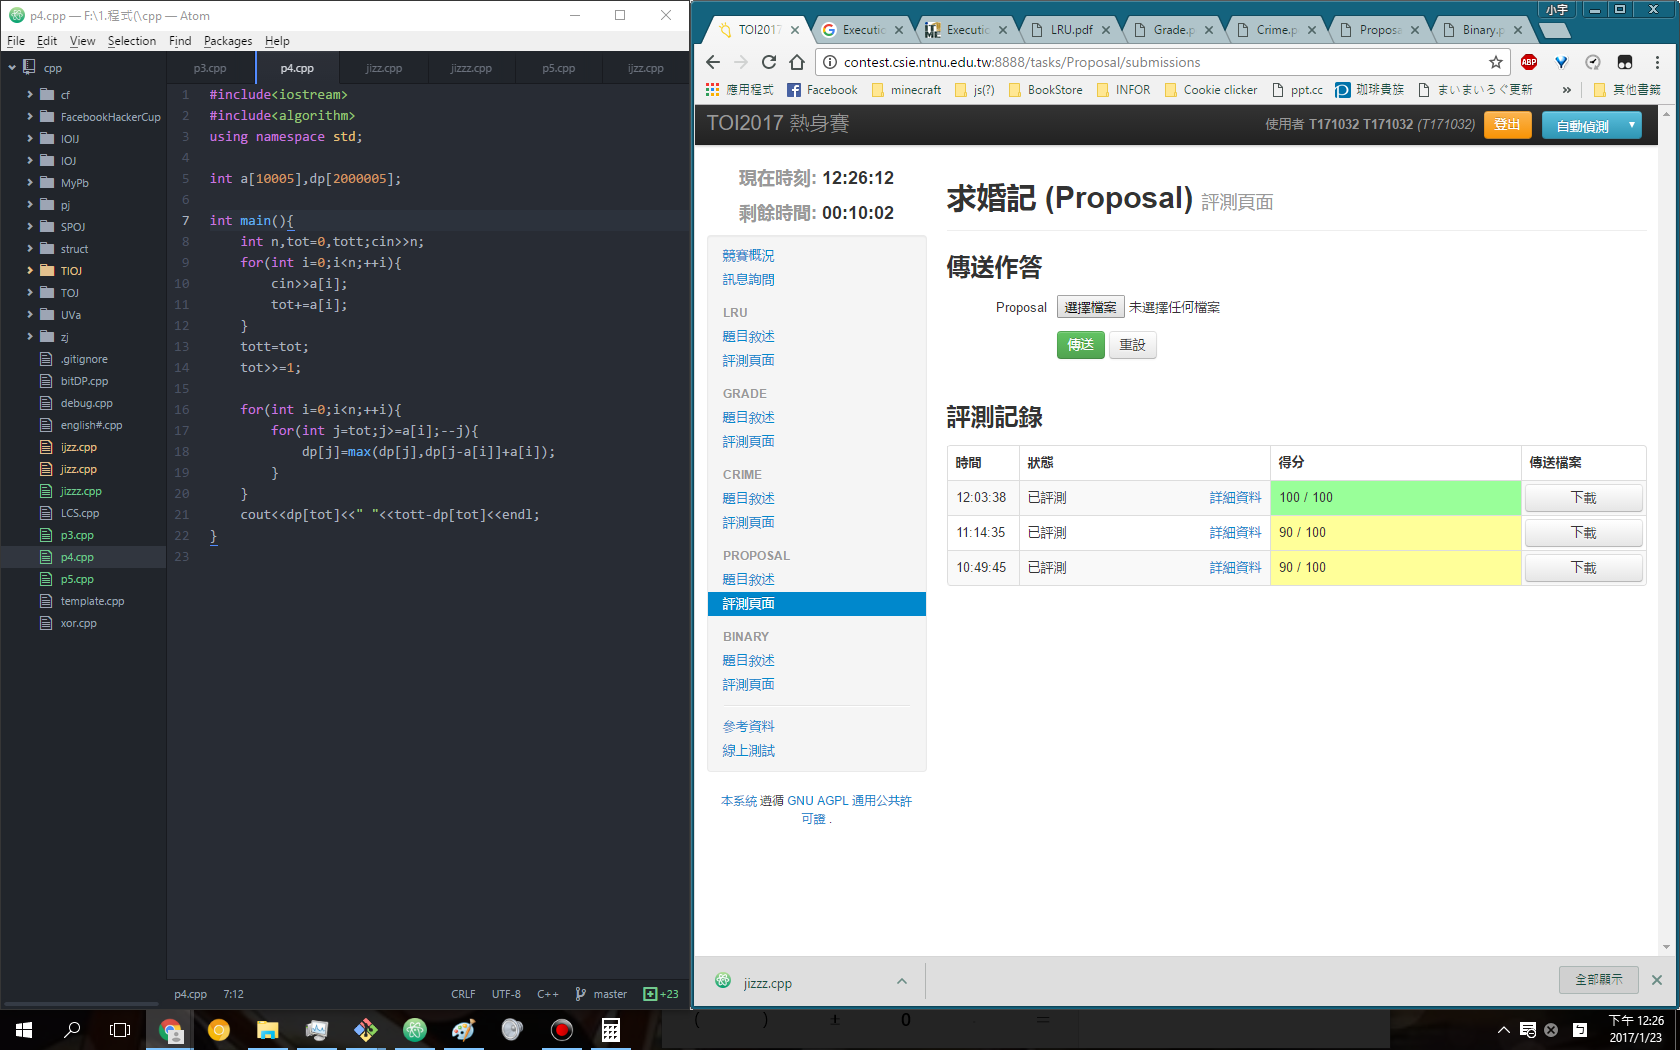 p4.cpp — F:\1.程式(\cpp — Atom
File Edit View Selection Find Packages Help
cpp
cf
FacebookHackerCup
IOIJ
IOJ
MyPb
pj
SPOJ
struct
TIOJ
TOJ
UVa
zj
.gitignore
bitDP.cpp
debug.cpp
english#.cpp
ijzz.cpp
jizz.cpp
jizzz.cpp
LCS.cpp
p3.cpp
p4.cpp
p5.cpp
template.cpp
xor.cpp
p3.cpp p4.cpp jizz.cpp jizzz.cpp p5.cpp ijzz.cpp
1 #include<iostream>
2 #include<algorithm>
3 using namespace std;
4
5 int a[10005],dp[2000005];
6
7 int main(){
8 int n,tot=0,tott;cin>>n;
9 for(int i=0;i<n;++i){
10 cin>>a[i];
11 tot+=a[i];
12 }
13 tott=tot;
14 tot>>=1;
15
16 for(int i=0;i<n;++i){
17 for(int j=tot;j>=a[i];--j){
18 dp[j]=max(dp[j],dp[j-a[i]]+a[i]);
19 }
20 }
21 cout<<dp[tot]<<" "<<tott-dp[tot]<<endl;
22 }
23
p4.cpp 7:12 CRLF UTF-8 C++ master +23
小宇
TOI2017 Executio Executio LRU.pdf Grade.p Crime.p Proposa Binary.p
contest.csie.ntnu.edu.tw:8888/tasks/Proposal/submissions
ABP
應用程式 Facebook minecraft js(?) BookStore INFOR Cookie clicker ppt.cc 珈琲貴族 まいまいろぐ更新 » 其他書籤
TOI2017 熱身賽 使用者 T171032 T171032 (T171032) 登出 自動偵測
現在時刻: 12:26:12
剩餘時間: 00:10:02
競賽概況
訊息詢問
LRU
題目敘述
評測頁面
GRADE
題目敘述
評測頁面
CRIME
題目敘述
評測頁面
PROPOSAL
題目敘述
評測頁面
BINARY
題目敘述
評測頁面
參考資料
線上測試
本系統 遵循 GNU AGPL 通用公共許
可證 .
求婚記 (Proposal) 評測頁面
傳送作答
Proposal 選擇檔案 未選擇任何檔案
傳送 重設
評測記錄
時間 狀態 得分 傳送檔案
12:03:38 已評測 詳細資料 100 / 100 下載
11:14:35 已評測 詳細資料 90 / 100 下載
10:49:45 已評測 詳細資料 90 / 100 下載
jizzz.cpp 全部顯示
( ) ± 0 =
下午 12:26
2017/1/23